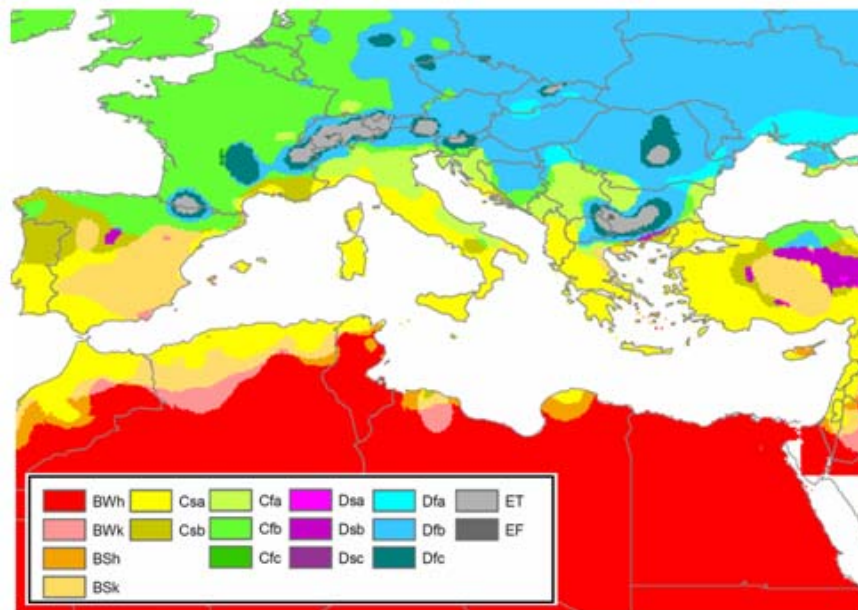 BWh Csa Cfa Dsa Dfa ET
BWk Csb Cfb Dsb Dfb EF
BSh Cfc Dsc Dfc
BSk